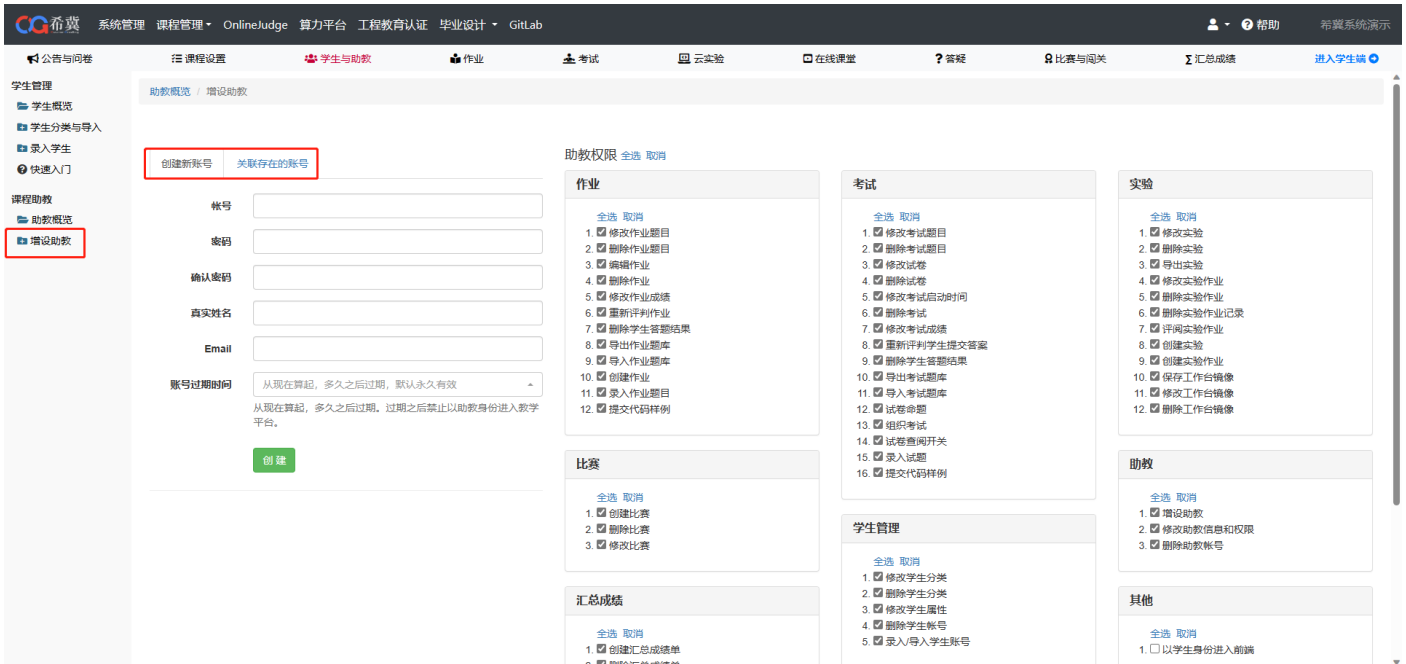 CG希冀 系统管理 课程管理 OnlineJudge 算力平台 工程教育认证 毕业设计 GitLab 帮助 希冀系统演示
公告与问卷 课程设置 学生与助教 作业 考试 云实验 在线课堂 答疑 比赛与闯关 汇总成绩 进入学生端
学生管理
学生概览
学生分类与导入
录入学生
快速入门
课程助教
助教概览
增设助教
助教概览 / 增设助教
创建新账号 关联存在的账号
帐号
密码
确认密码
真实姓名
Email
账号过期时间 从现在算起，多久之后过期，默认永久有效
从现在算起，多久之后过期。过期之后禁止以助教身份进入教学
平台。
创 建
助教权限 全选 取消
作业
全选 取消
1. 修改作业题目
2. 删除作业题目
3. 编辑作业
4. 删除作业
5. 修改作业成绩
6. 重新评判作业
7. 删除学生答题结果
8. 导出作业题库
9. 导入作业题库
10. 创建作业
11. 录入作业题目
12. 提交代码样例
比赛
全选 取消
1. 创建比赛
2. 删除比赛
3. 修改比赛
汇总成绩
全选 取消
1. 创建汇总成绩单
考试
全选 取消
1. 修改考试题目
2. 删除考试题目
3. 修改试卷
4. 删除试卷
5. 修改考试启动时间
6. 删除考试
7. 修改考试成绩
8. 重新评判学生提交答案
9. 删除学生答题结果
10. 导出考试题库
11. 导入考试题库
12. 试卷命题
13. 组织考试
14. 试卷查阅开关
15. 录入试题
16. 提交代码样例
学生管理
全选 取消
1. 修改学生分类
2. 删除学生分类
3. 修改学生属性
4. 删除学生帐号
5. 录入/导入学生账号
实验
全选 取消
1. 修改实验
2. 删除实验
3. 导出实验
4. 修改实验作业
5. 删除实验作业
6. 删除实验作业记录
7. 评阅实验作业
8. 创建实验
9. 创建实验作业
10. 保存工作台镜像
11. 修改工作台镜像
12. 删除工作台镜像
助教
全选 取消
1. 增设助教
2. 修改助教信息和权限
3. 删除助教帐号
其他
全选 取消
1. 以学生身份进入前端